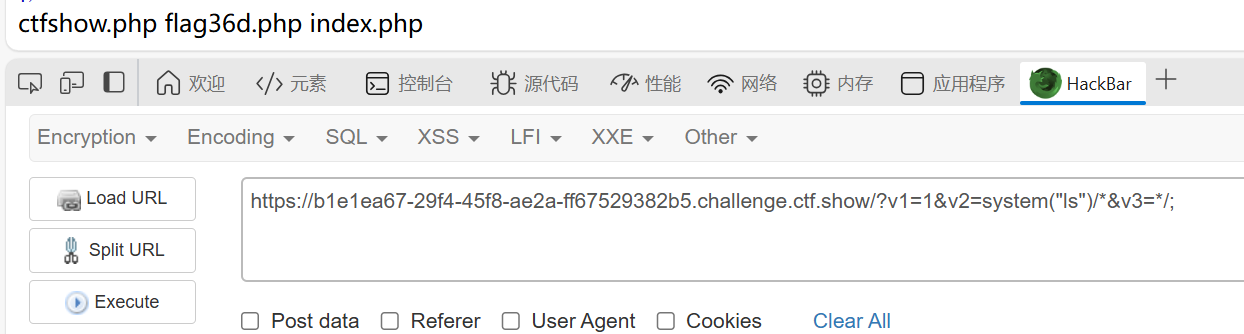 ctfshow.php flag36d.php index.php
欢迎 元素 控制台 源代码 性能 网络 内存 应用程序 HackBar
Encryption Encoding SQL XSS LFI XXE Other
Load URL
https://b1e1ea67-29f4-45f8-ae2a-ff67529382b5.challenge.ctf.show/?v1=1&v2=system("ls")/*&v3=*/;
Split URL
Execute
Post data Referer User Agent Cookies Clear All